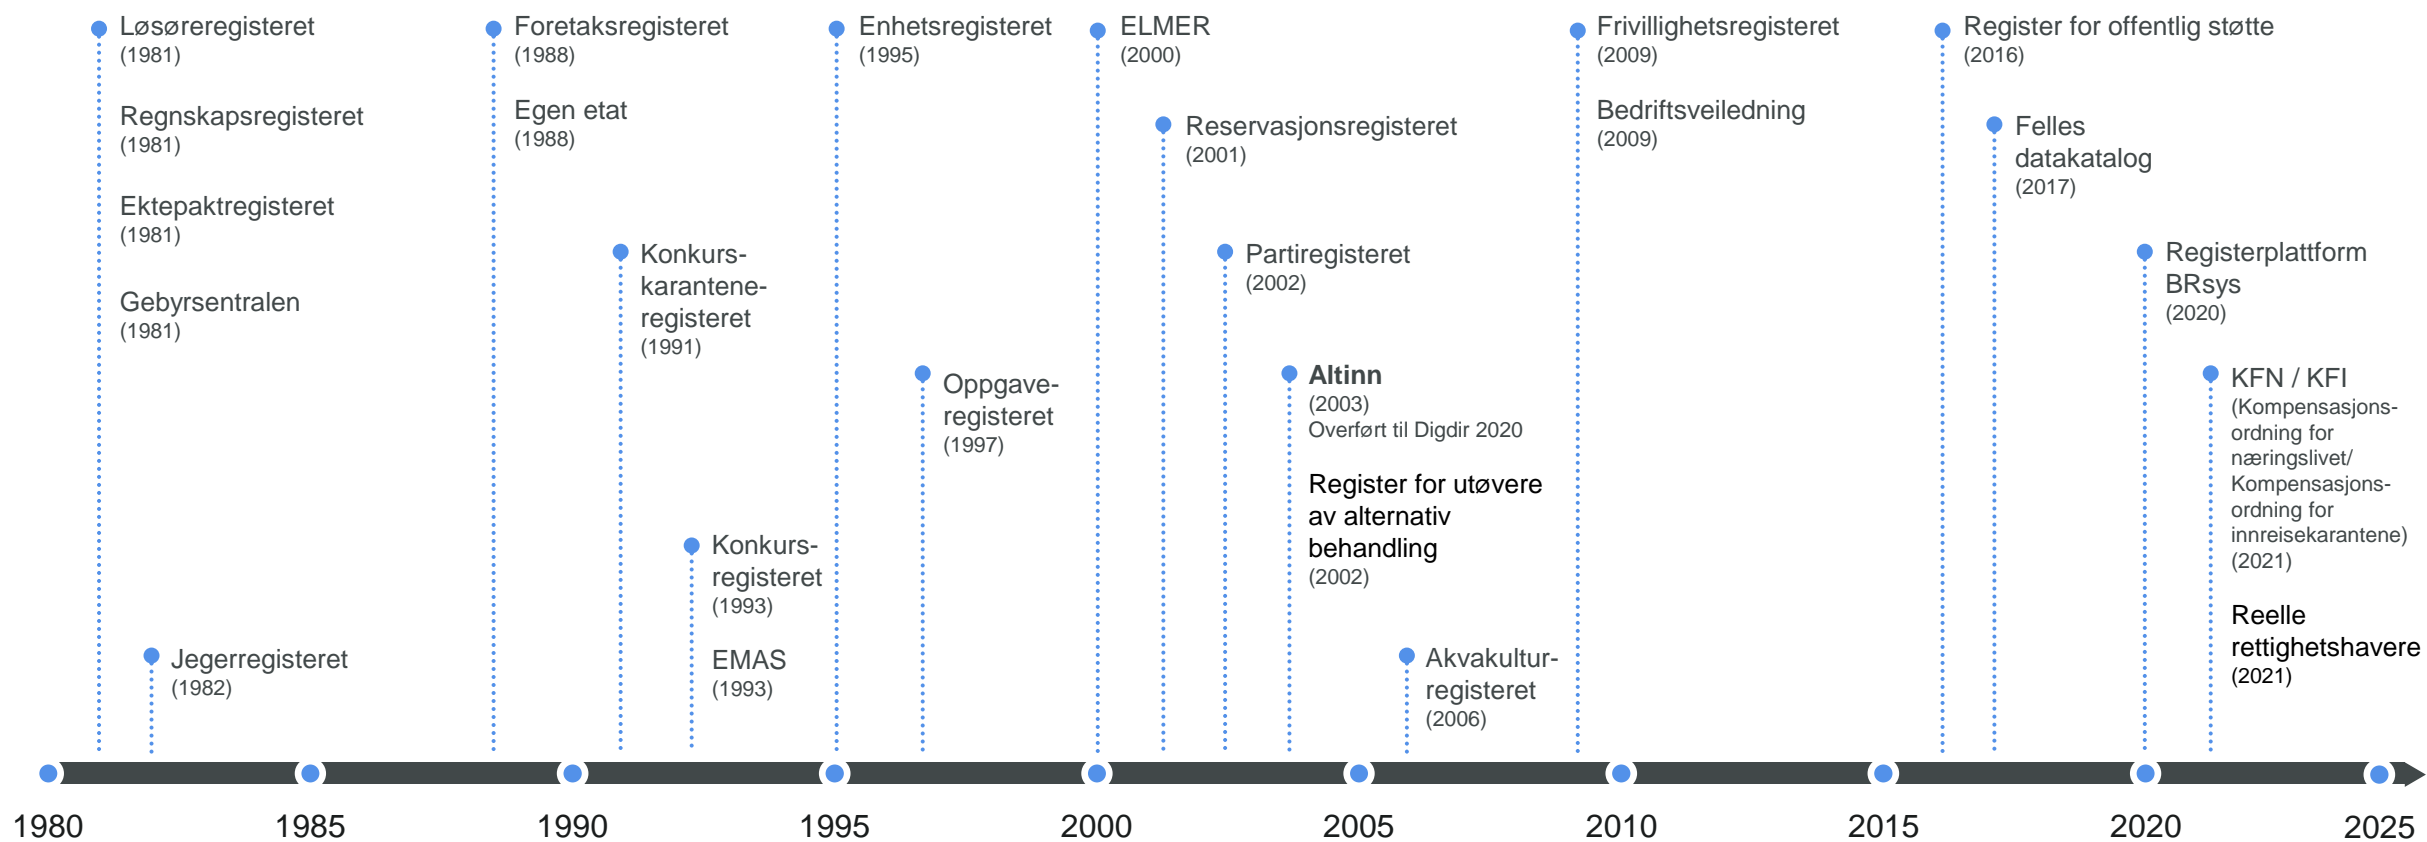 Løsøreregisteret
(1981)
Regnskapsregisteret
(1981)
Ektepaktregisteret
(1981)
Gebyrsentralen
(1981)
Jegerregisteret
(1982)
Foretaksregisteret
(1988)
Egen etat
(1988)
Konkurs-
karantene-
registeret
(1991)
Konkurs-
registeret
(1993)
EMAS
(1993)
Enhetsregisteret
(1995)
Oppgave-
registeret
(1997)
ELMER
(2000)
Reservasjonsregisteret
(2001)
Partiregisteret
(2002)
Altinn
(2003)
Overført til Digdir 2020
Register for utøvere
av alternativ
behandling
(2002)
Akvakultur-
registeret
(2006)
Frivillighetsregisteret
(2009)
Bedriftsveiledning
(2009)
Register for offentlig støtte
(2016)
Felles
datakatalog
(2017)
Registerplattform
BRsys
(2020)
KFN / KFI
(Kompensasjons-
ordning for
næringslivet/
Kompensasjons-
ordning for
innreisekarantene)
(2021)
Reelle
rettighetshavere
(2021)
1980 1985 1990 1995 2000 2005 2010 2015 2020 2025